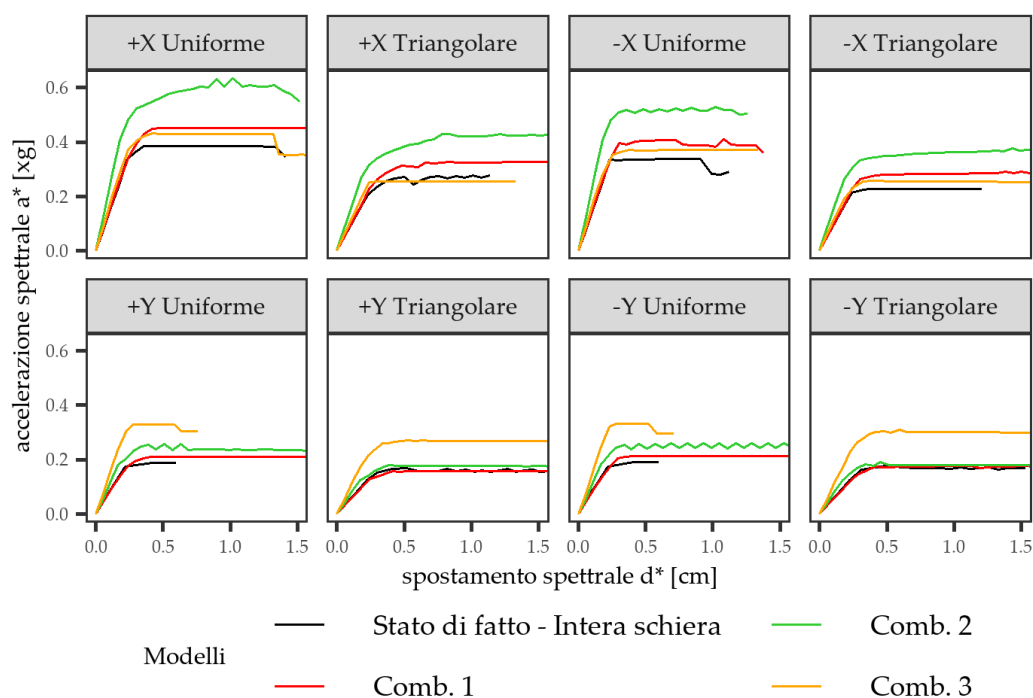 +X Uniforme +X Triangolare -X Uniforme -X Triangolare
0.6
0.4
0.2
0.0
+Y Uniforme +Y Triangolare -Y Uniforme -Y Triangolare
0.6
0.4
0.2
0.0
0.0 0.5 1.0 1.5 0.0 0.5 1.0 1.5 0.0 0.5 1.0 1.5 0.0 0.5 1.0 1.5
accelerazione spettrale a* [xg]
spostamento spettrale d* [cm]
Modelli
Stato di fatto - Intera schiera Comb. 2
Comb. 1 Comb. 3